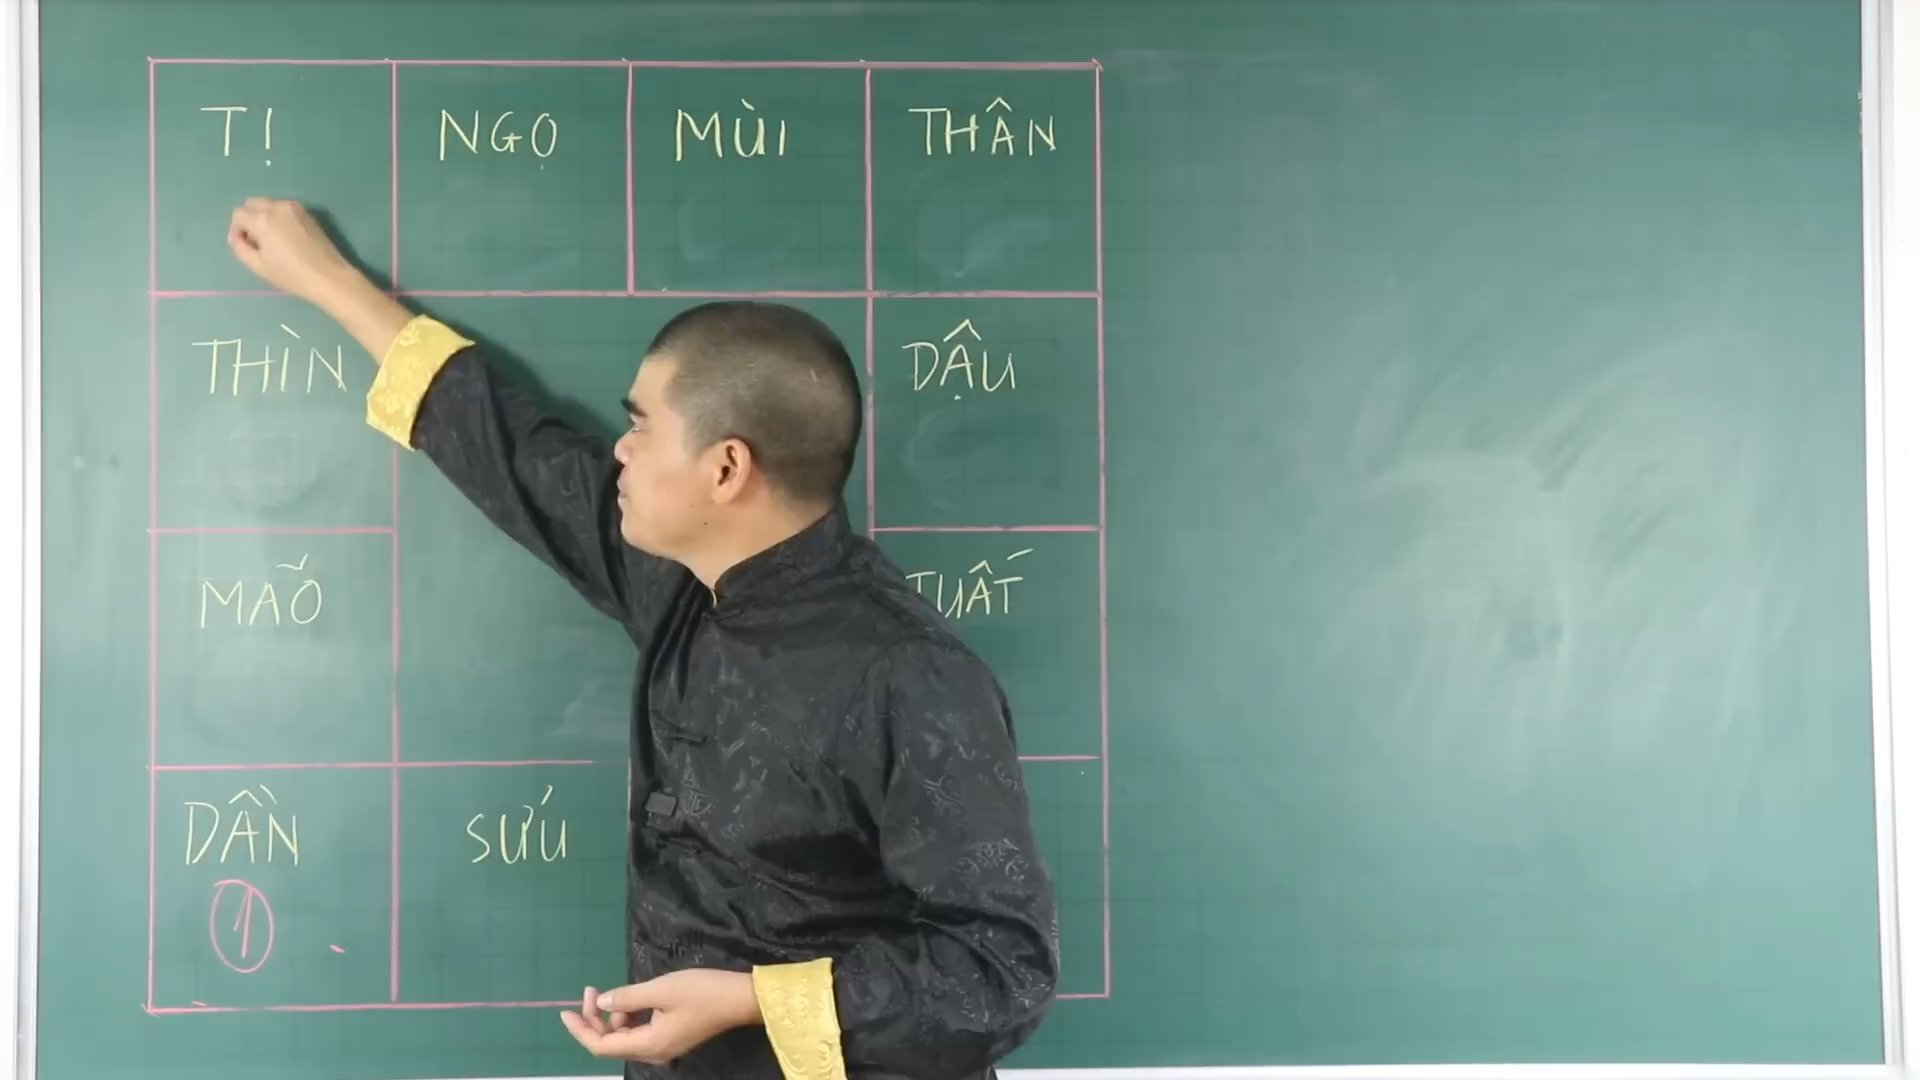 TỊ NGỌ MÙI THÂN
THÌN DẬU
MÃO TUẤT
DẦN SỬU
1